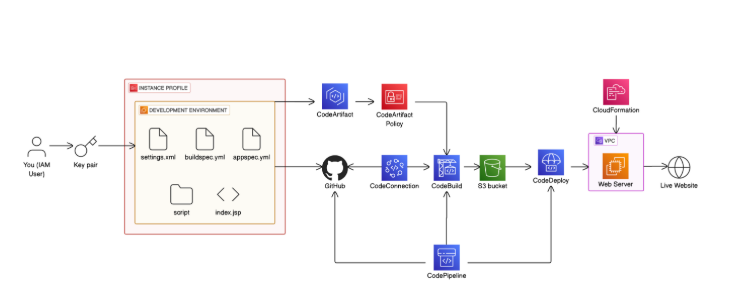 INSTANCE PROFILE
DEVELOPMENT ENVIRONMENT
settings.xml
buildspec.yml
appspec.yml
script
index.jsp
You (IAM
User)
Key pair
CodeArtifact
CodeArtifact
Policy
GitHub
CodeConnection
CodeBuild
S3 bucket
CodeDeploy
CloudFormation
VPC
Web Server
Live Website
CodePipeline